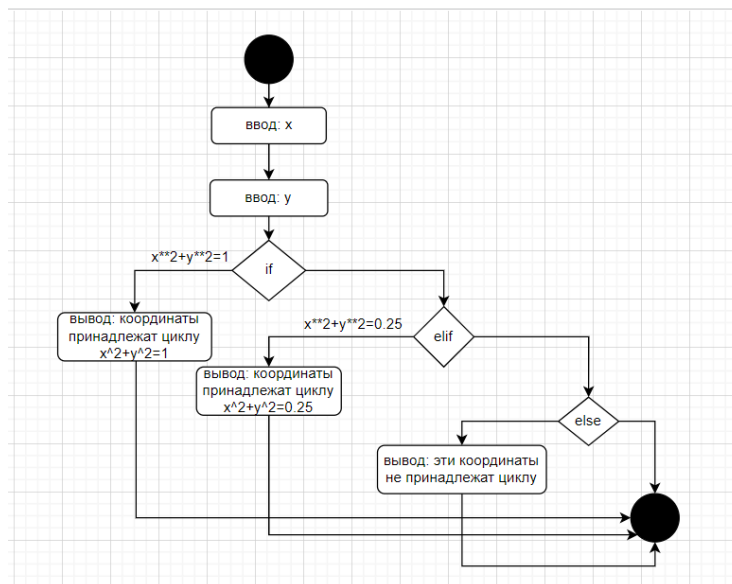 ввод: x
ввод: y
x**2+y**2=1
if
вывод: координаты
принадлежат циклу
x^2+y^2=1
x**2+y**2=0.25
elif
вывод: координаты
принадлежат циклу
x^2+y^2=0.25
else
вывод: эти координаты
не принадлежат циклу